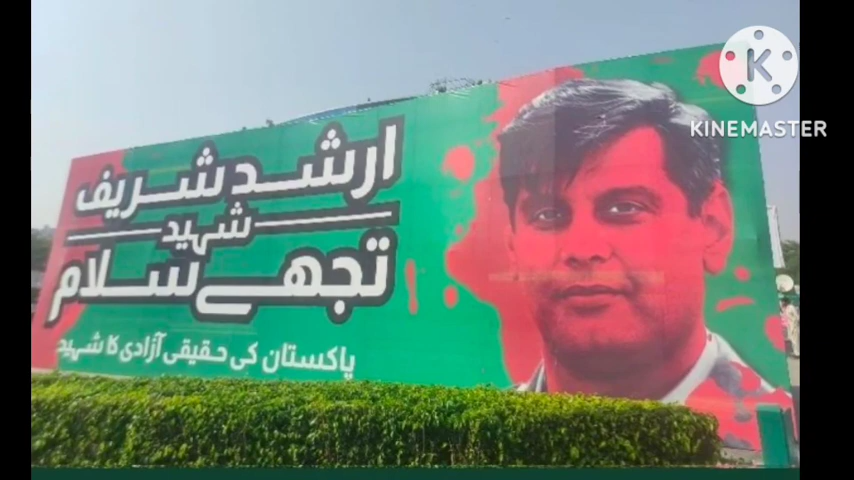 ارشد شریف
شہید
تجھے سلام
پاکستان کی حقیقی آزادی کا شہید
K
KINEMASTER